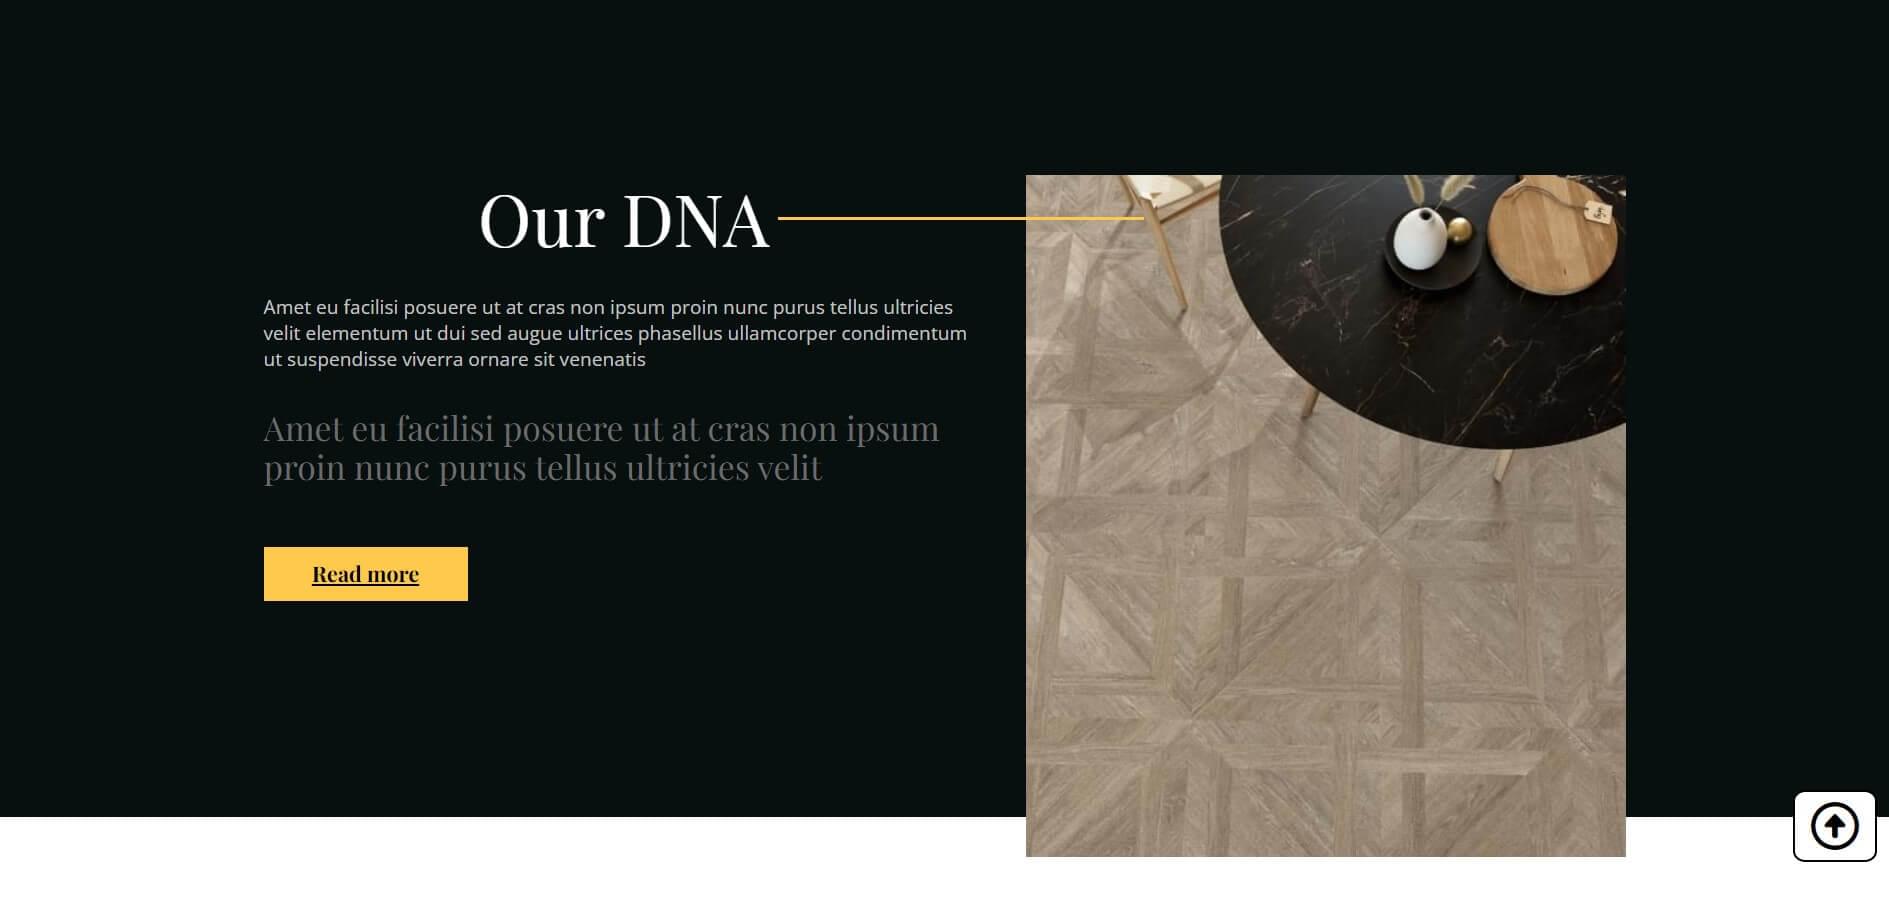 Our DNA
Amet eu facilisi posuere ut at cras non ipsum proin nunc purus tellus ultricies
velit elementum ut dui sed augue ultrices phasellus ullamcorper condimentum
ut suspendisse viverra ornare sit venenatis
Amet eu facilisi posuere ut at cras non ipsum
proin nunc purus tellus ultricies velit
Read more